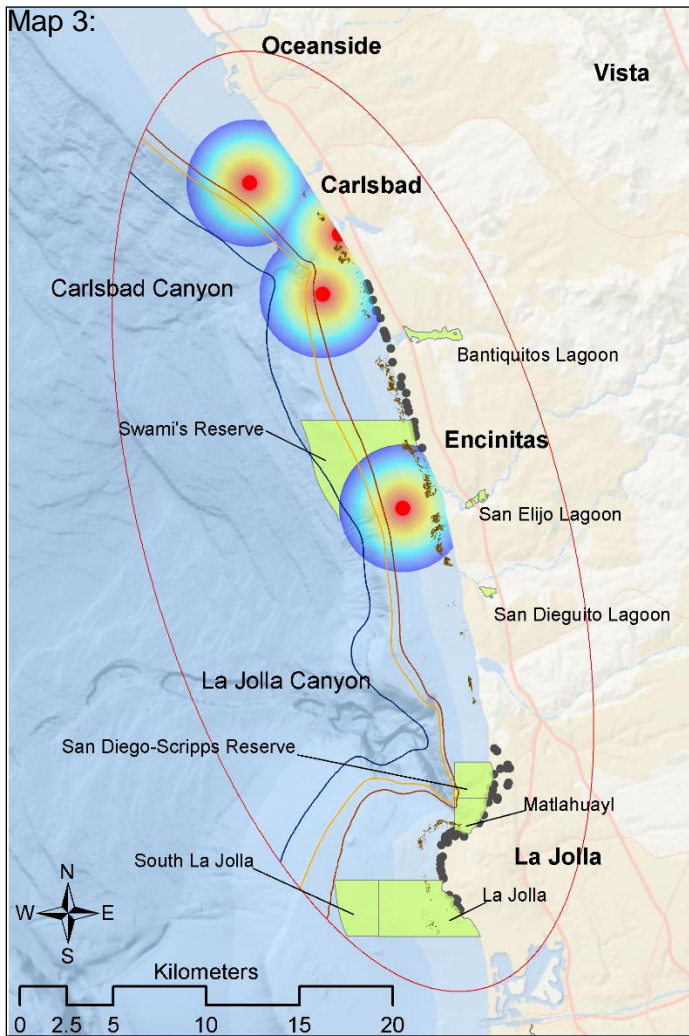 Map 3:
Oceanside
Vista
Carlsbad
Carlsbad Canyon
Bantiquitos Lagoon
Swami's Reserve
Encinitas
San Elijo Lagoon
San Dieguito Lagoon
La Jolla Canyon
San Diego-Scripps Reserve
Matlahuayl
South La Jolla
La Jolla
La Jolla
N
W
E
S
Kilometers
0 2.5 5 10 15 20